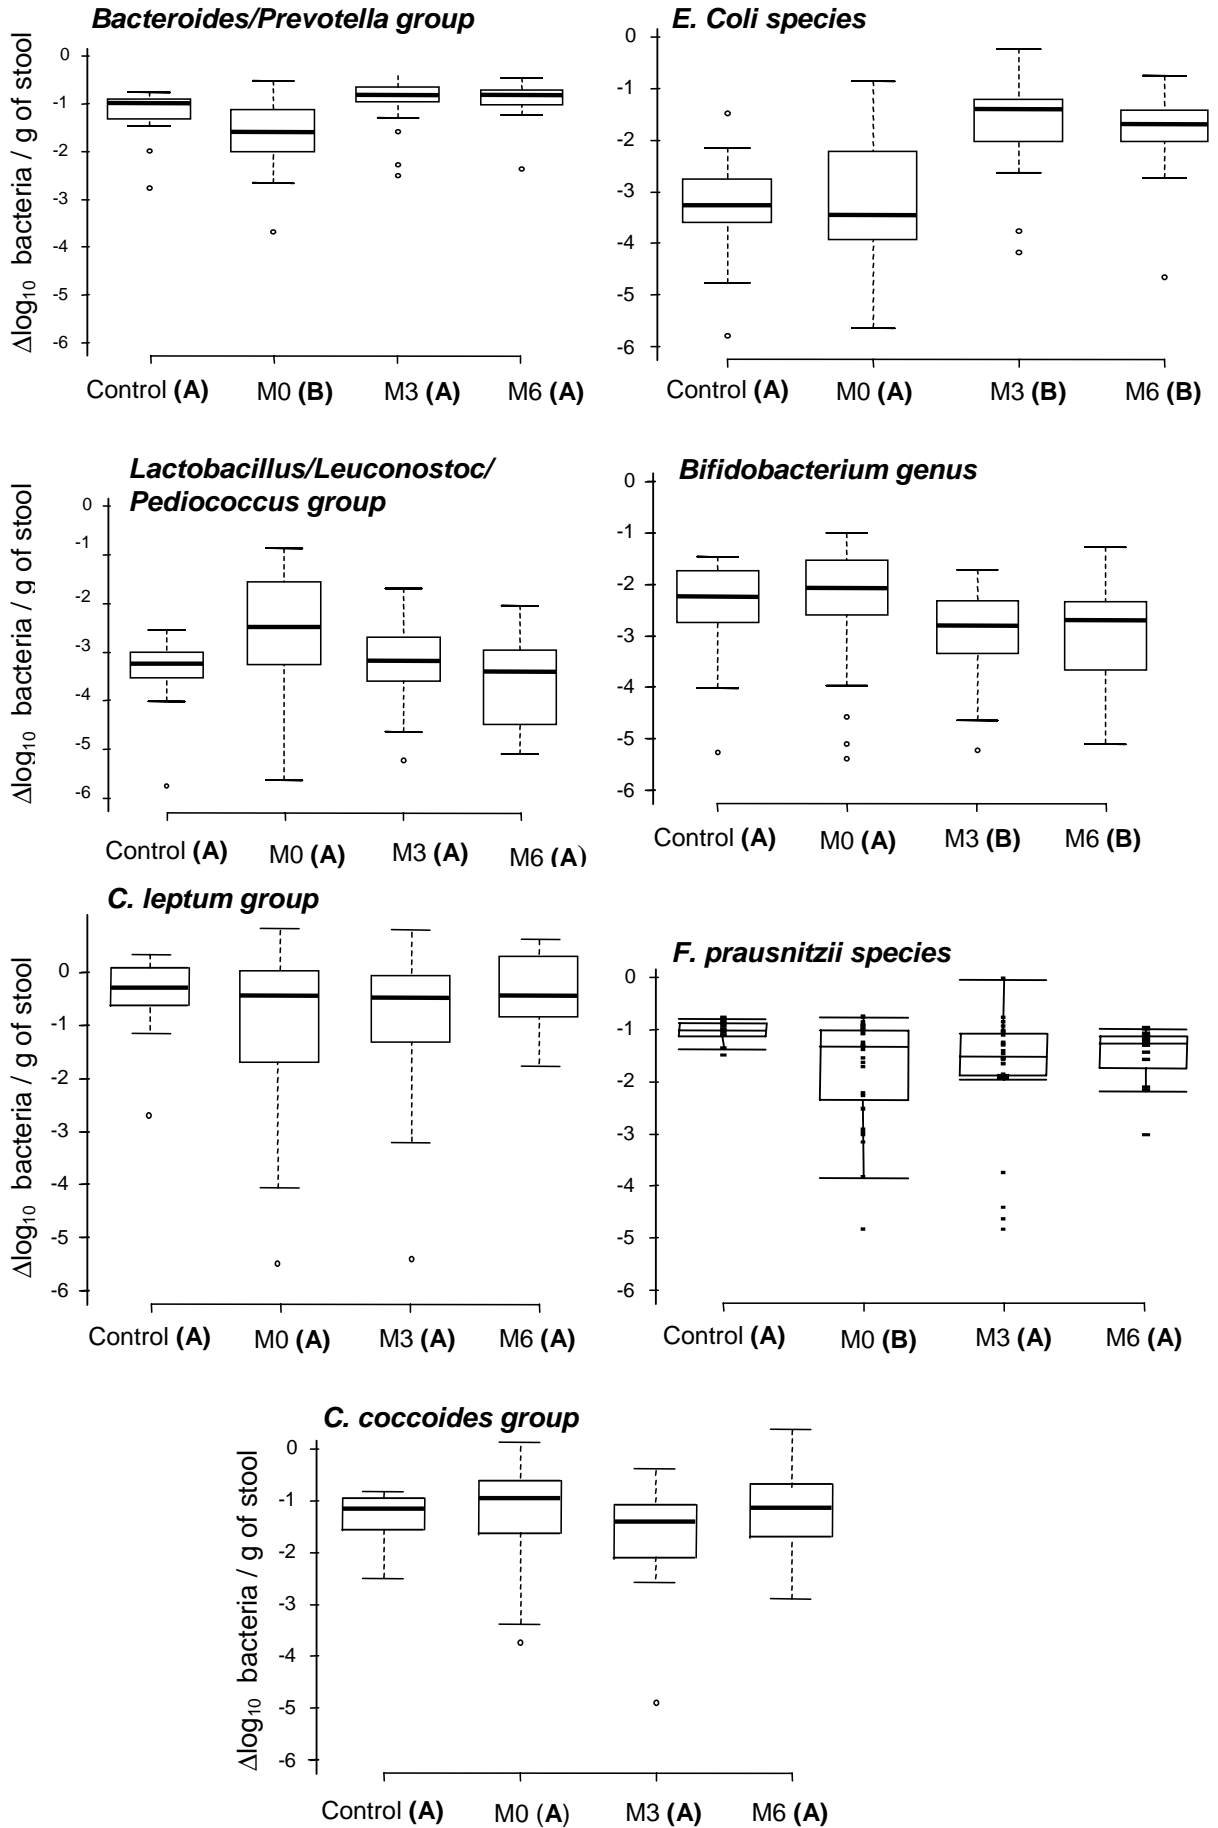 Bacteroides/Prevotella group
Δlog10 bacteria / g of stool
0
-1
-2
-3
-4
-5
-6
Control (A) M0 (B) M3 (A) M6 (A)
E. Coli species
0
-1
-2
-3
-4
-5
-6
Control (A) M0 (A) M3 (B) M6 (B)
Lactobacillus/Leuconostoc/
Pediococcus group
Δlog10 bacteria / g of stool
0
-1
-2
-3
-4
-5
-6
Control (A) M0 (A) M3 (A) M6 (A)
Bifidobacterium genus
0
-1
-2
-3
-4
-5
-6
Control (A) M0 (A) M3 (B) M6 (B)
C. leptum group
Δlog10 bacteria / g of stool
0
-1
-2
-3
-4
-5
-6
Control (A) M0 (A) M3 (A) M6 (A)
F. prausnitzii species
0
-1
-2
-3
-4
-5
-6
Control (A) M0 (B) M3 (A) M6 (A)
C. coccoides group
Δlog10 bacteria / g of stool
0
-1
-2
-3
-4
-5
-6
Control (A) M0 (A) M3 (A) M6 (A)